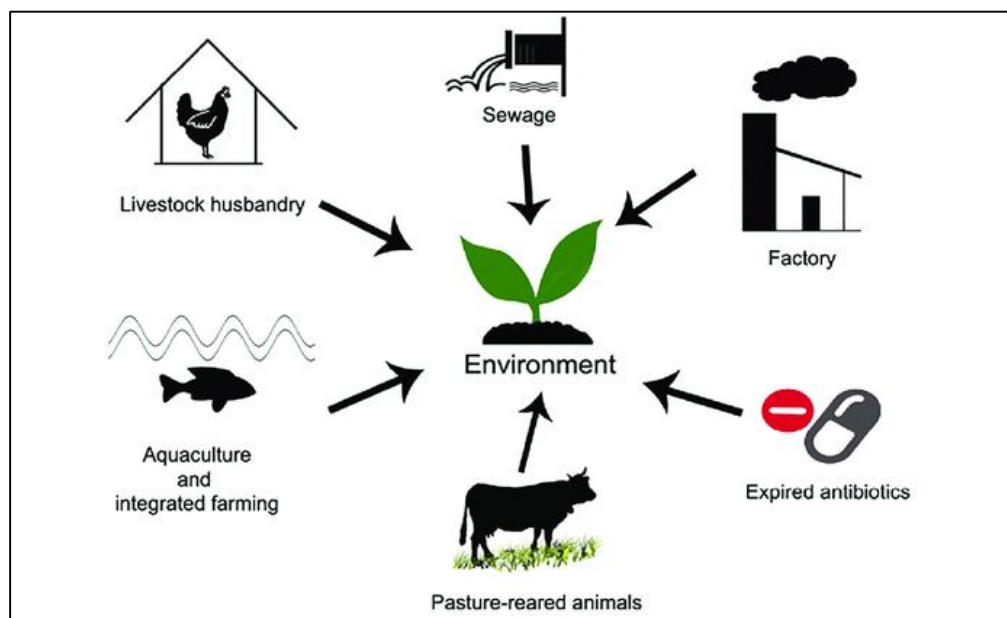 Sewage
Livestock husbandry
Factory
Environment
Aquaculture
and
integrated farming
Expired antibiotics
Pasture-reared animals